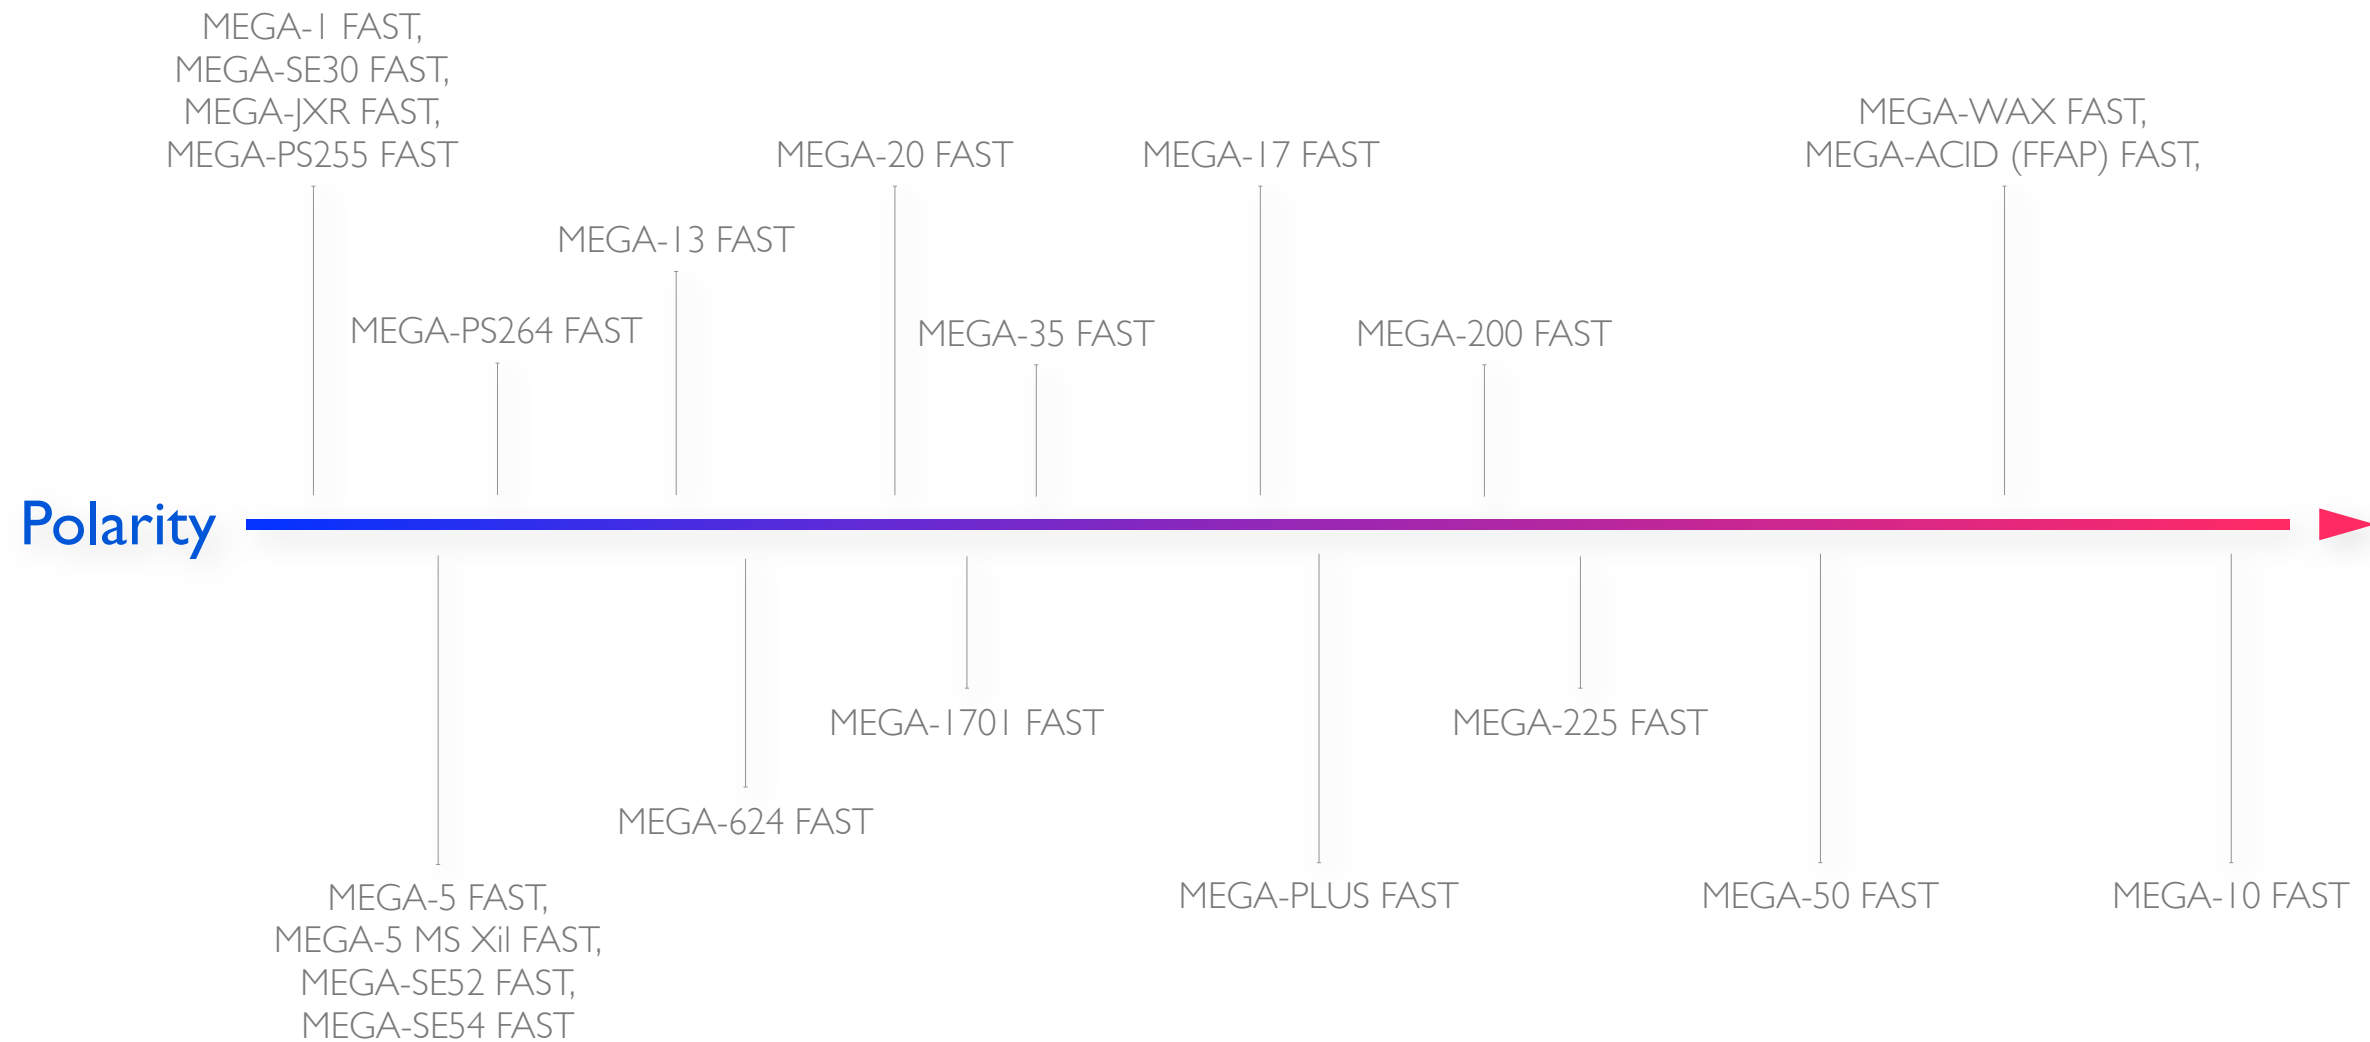 MEGA-1 FAST,
MEGA-SE30 FAST,
MEGA-JXR FAST,
MEGA-PS255 FAST
MEGA-20 FAST
MEGA-17 FAST
MEGA-WAX FAST,
MEGA-ACID (FFAP) FAST,
MEGA-13 FAST
MEGA-PS264 FAST
MEGA-35 FAST
MEGA-200 FAST
Polarity
MEGA-1701 FAST
MEGA-225 FAST
MEGA-624 FAST
MEGA-5 FAST,
MEGA-5 MS Xil FAST,
MEGA-SE52 FAST,
MEGA-SE54 FAST
MEGA-PLUS FAST
MEGA-50 FAST
MEGA-10 FAST